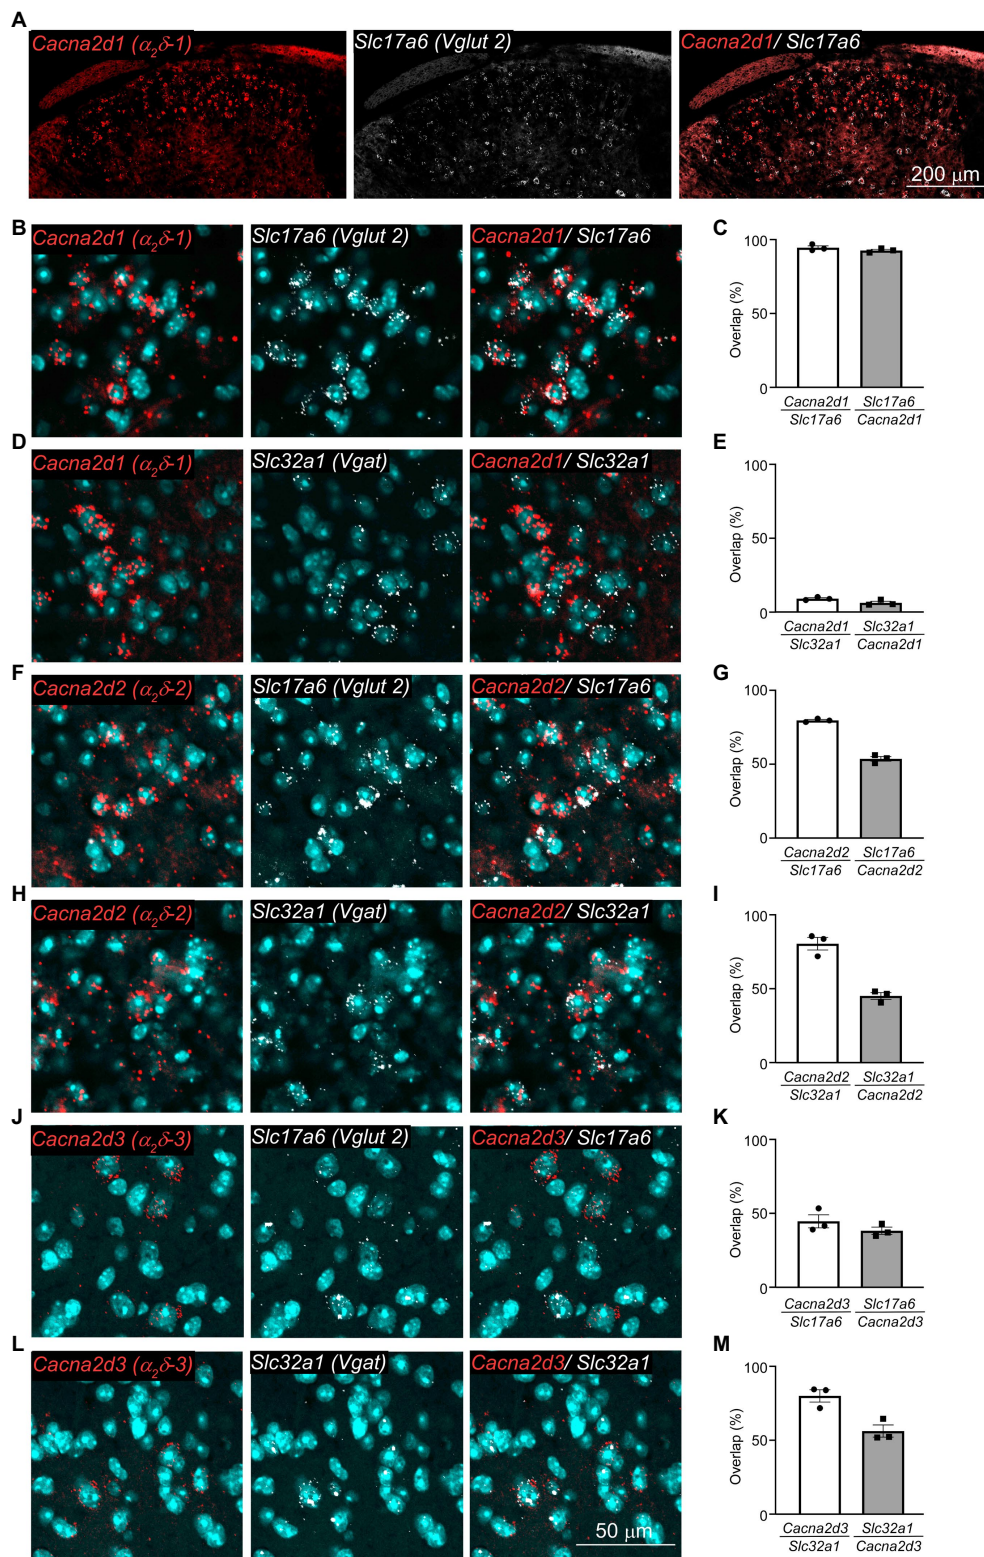 A
Cacna2d1 (α₂δ-1)
Slc17a6 (Vglut 2)
Cacna2d1/ Slc17a6
200 μm
B
Cacna2d1 (α₂δ-1)
Slc17a6 (Vglut 2)
Cacna2d1/ Slc17a6
C
100
50
0
Overlap (%)
Cacna2d1
Slc17a6
Slc17a6
Cacna2d1
D
Cacna2d1 (α₂δ-1)
Slc32a1 (Vgat)
Cacna2d1/ Slc32a1
E
100
50
0
Overlap (%)
Cacna2d1
Slc32a1
Slc32a1
Cacna2d1
F
Cacna2d2 (α₂δ-2)
Slc17a6 (Vglut 2)
Cacna2d2/ Slc17a6
G
100
50
0
Overlap (%)
Cacna2d2
Slc17a6
Slc17a6
Cacna2d2
H
Cacna2d2 (α₂δ-2)
Slc32a1 (Vgat)
Cacna2d2/ Slc32a1
I
100
50
0
Overlap (%)
Cacna2d2
Slc32a1
Slc32a1
Cacna2d2
J
Cacna2d3 (α₂δ-3)
Slc17a6 (Vglut 2)
Cacna2d3/ Slc17a6
K
100
50
0
Overlap (%)
Cacna2d3
Slc17a6
Slc17a6
Cacna2d3
L
Cacna2d3 (α₂δ-3)
Slc32a1 (Vgat)
Cacna2d3/ Slc32a1
50 μm
M
100
50
0
Overlap (%)
Cacna2d3
Slc32a1
Slc32a1
Cacna2d3